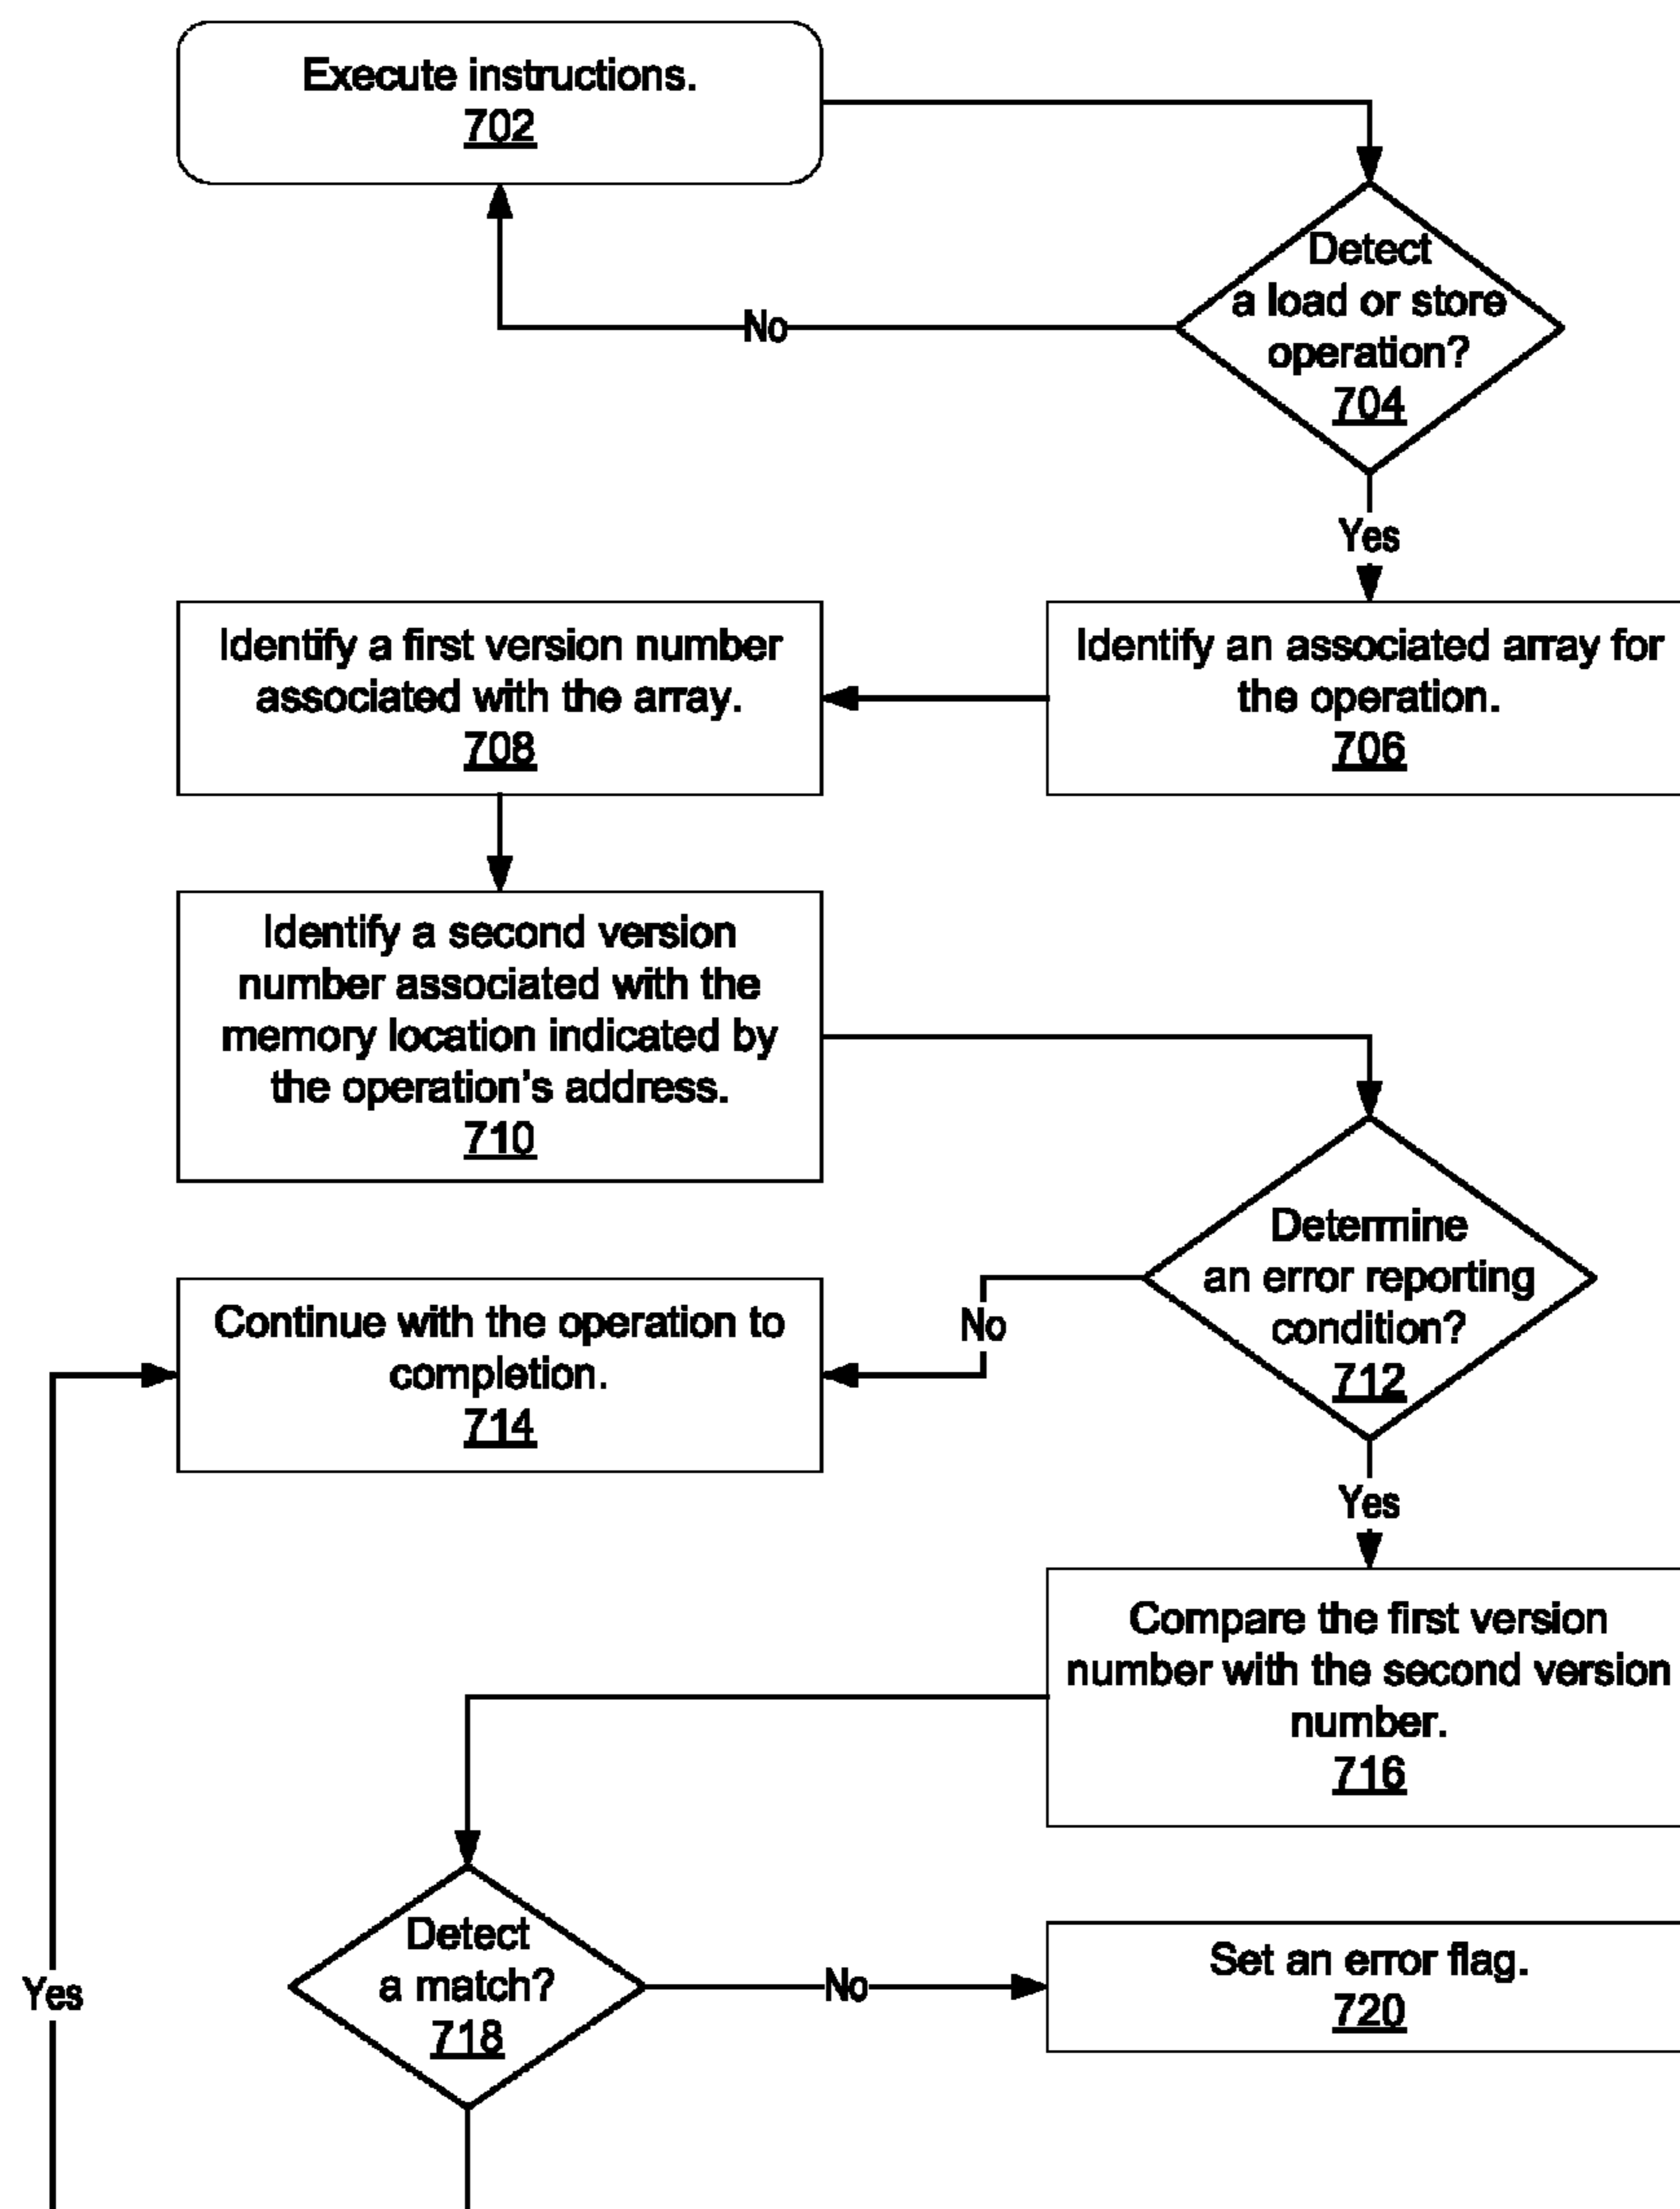 Execute instructions.
702
Detect
a load or store
operation?
704
No
Yes
Identify an associated array for
the operation.
706
Identify a first version number
associated with the array.
708
Identify a second version
number associated with the
memory location indicated by
the operation's address.
710
Determine
an error reporting
condition?
712
No
Continue with the operation to
completion.
714
Yes
Compare the first version
number with the second version
number.
716
Detect
a match?
718
No
Set an error flag.
720
Yes